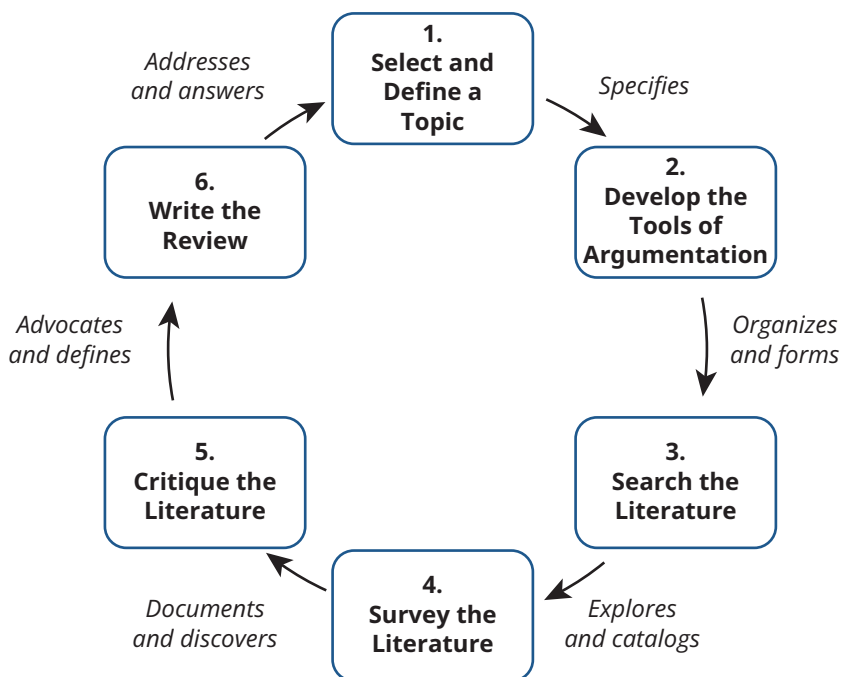 1.
Select and
Define a
Topic
Specifies
2.
Develop the
Tools of
Argumentation
Organizes
and forms
3.
Search the
Literature
Explores
and catalogs
4.
Survey the
Literature
Documents
and discovers
5.
Critique the
Literature
Advocates
and defines
6.
Write the
Review
Addresses
and answers